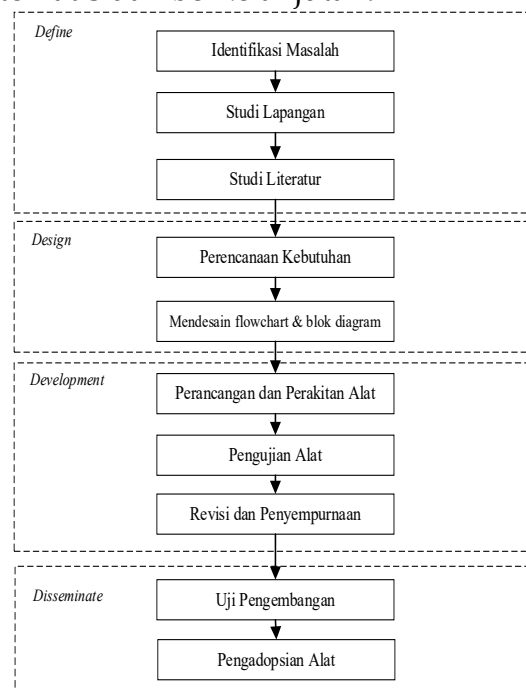 Define
Identifikasi Masalah
Studi Lapangan
Studi Literatur
Design
Perencanaan Kebutuhan
Mendesain flowchart & blok diagram
Development
Perancangan dan Perakitan Alat
Pengujian Alat
Revisi dan Penyempurnaan
Disseminate
Uji Pengembangan
Pengadopsian Alat